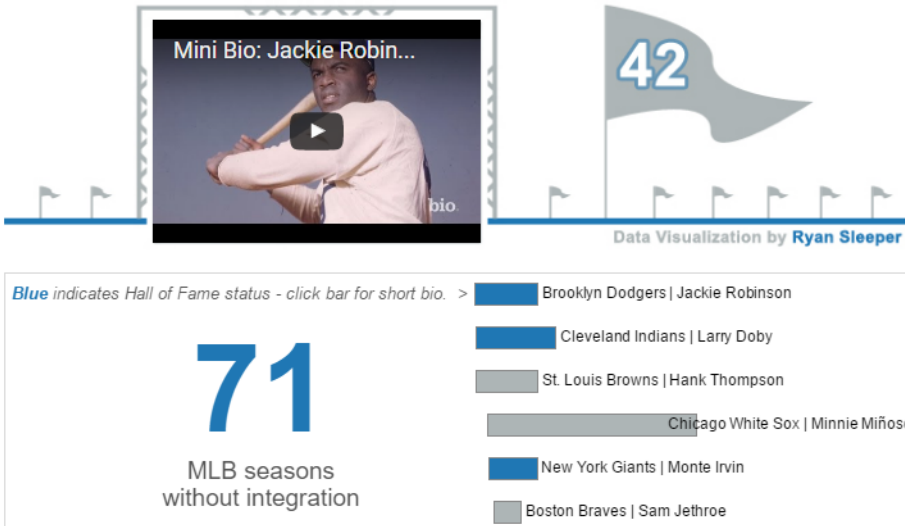 Mini Bio: Jackie Robin...
42
bio.
Data Visualization by Ryan Sleeper
Blue indicates Hall of Fame status - click bar for short bio. >
Brooklyn Dodgers | Jackie Robinson
Cleveland Indians | Larry Doby
71
St. Louis Browns | Hank Thompson
Chicago White Sox | Minnie Miños
MLB seasons
without integration
New York Giants | Monte Irvin
Boston Braves | Sam Jethroe